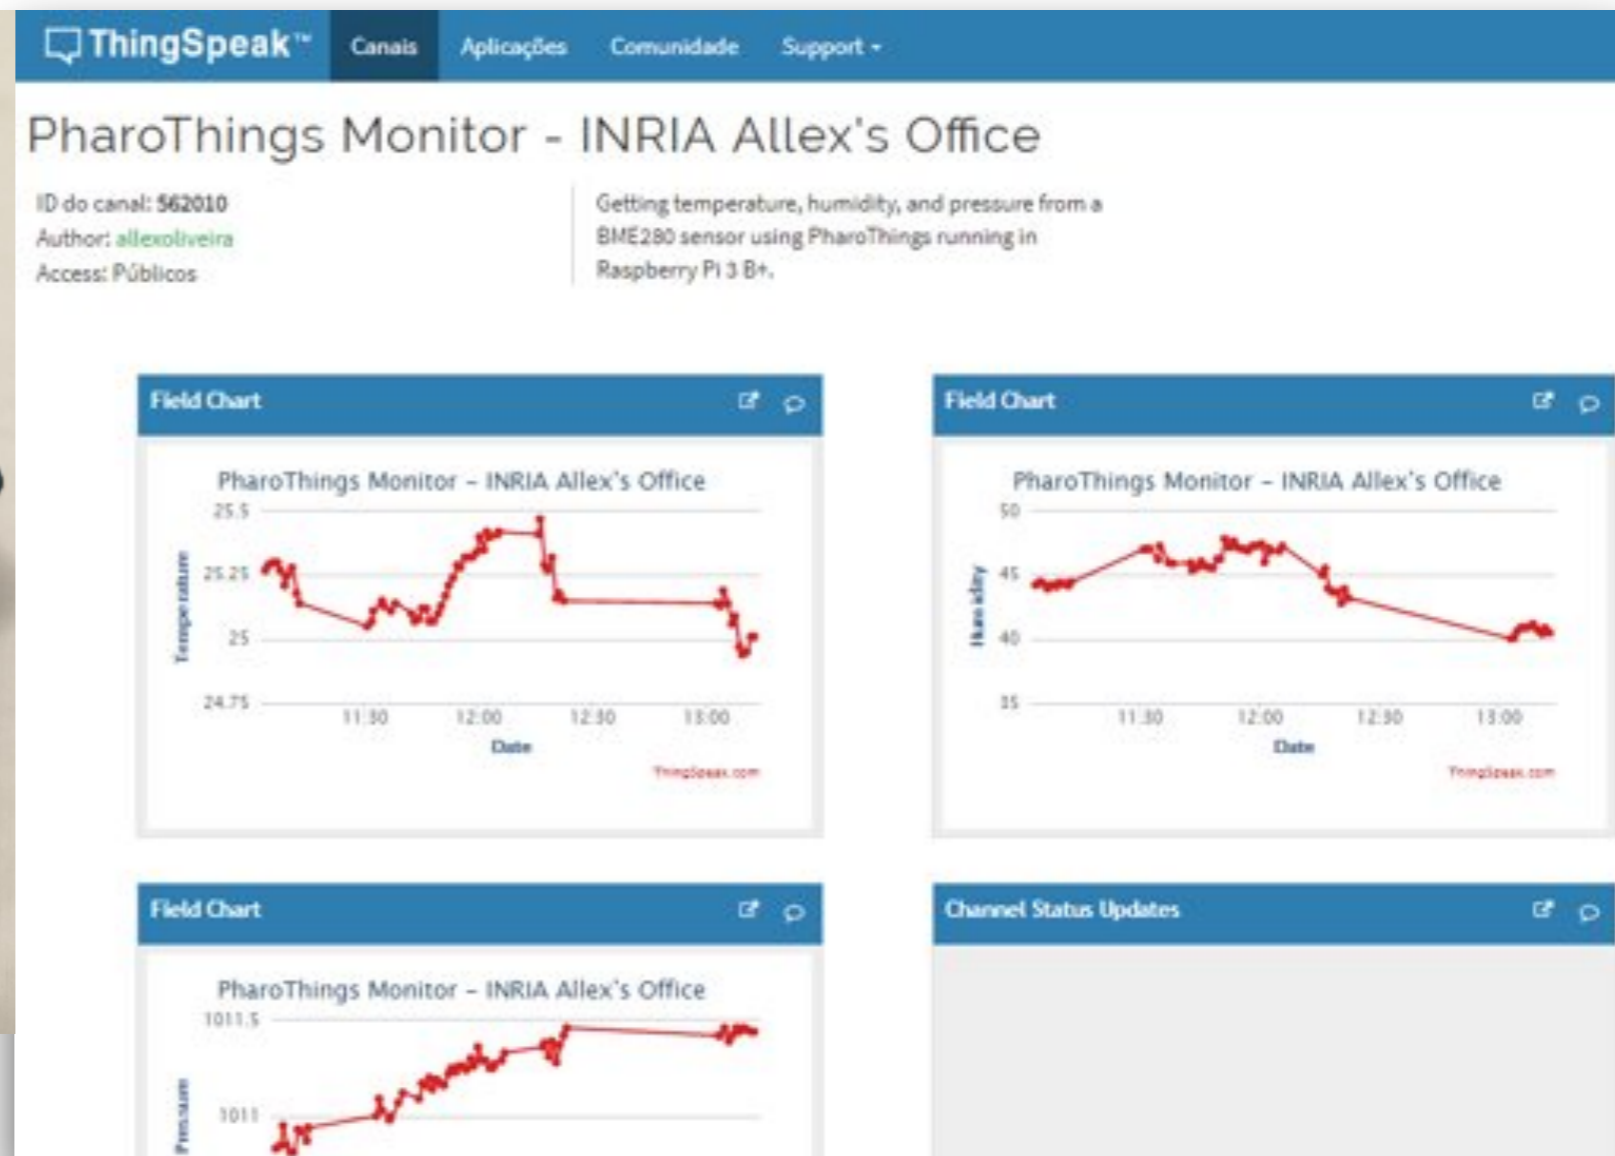 ThingSpeak™ Canais Aplicações Comunidade Support
PharoThings Monitor - INRIA Allex's Office
ID do canal: 562010
Author: allexoliveira
Access: Públicos
Getting temperature, humidity, and pressure from a
BME280 sensor using PharoThings running in
Raspberry Pi 3 B+.
Field Chart
PharoThings Monitor - INRIA Allex's Office
Temperature
25.5
25.25
25
24.75
11:30 12:00 12:30 13:00
Date
ThingSpeak.com
Field Chart
PharoThings Monitor - INRIA Allex's Office
Humidity
50
45
40
35
11:30 12:00 12:30 13:00
Date
ThingSpeak.com
Field Chart
PharoThings Monitor - INRIA Allex's Office
Pressure
1011.5
1011
Channel Status Updates